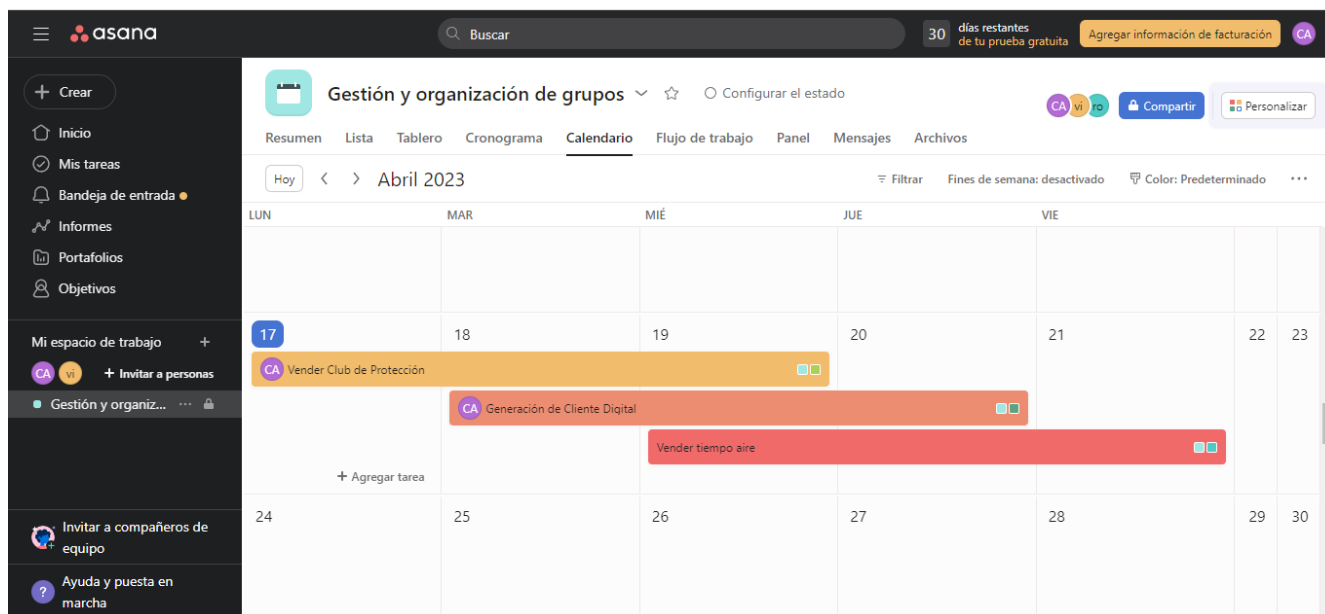 asana
Buscar
30
días restantes
de tu prueba gratuita
Agregar información de facturación
CA
Crear
Inicio
Mis tareas
Bandeja de entrada
Informes
Portafolios
Objetivos
Mi espacio de trabajo
CA vi + Invitar a personas
Gestión y organiz... ...
Invitar a compañeros de
equipo
? Ayuda y puesta en
marcha
Gestión y organización de grupos
Configurar el estado
CA vi ro
Compartir
Personalizar
Resumen Lista Tablero Cronograma Calendario Flujo de trabajo Panel Mensajes Archivos
Hoy < > Abril 2023
Filtrar Fines de semana: desactivado Color: Predeterminado ...
LUN MAR MIÉ JUE VIE
17 18 19 20 21 22 23
CA Vender Club de Protección
CA Generación de Cliente Digital
Vender tiempo aire
+ Agregar tarea
24 25 26 27 28 29 30